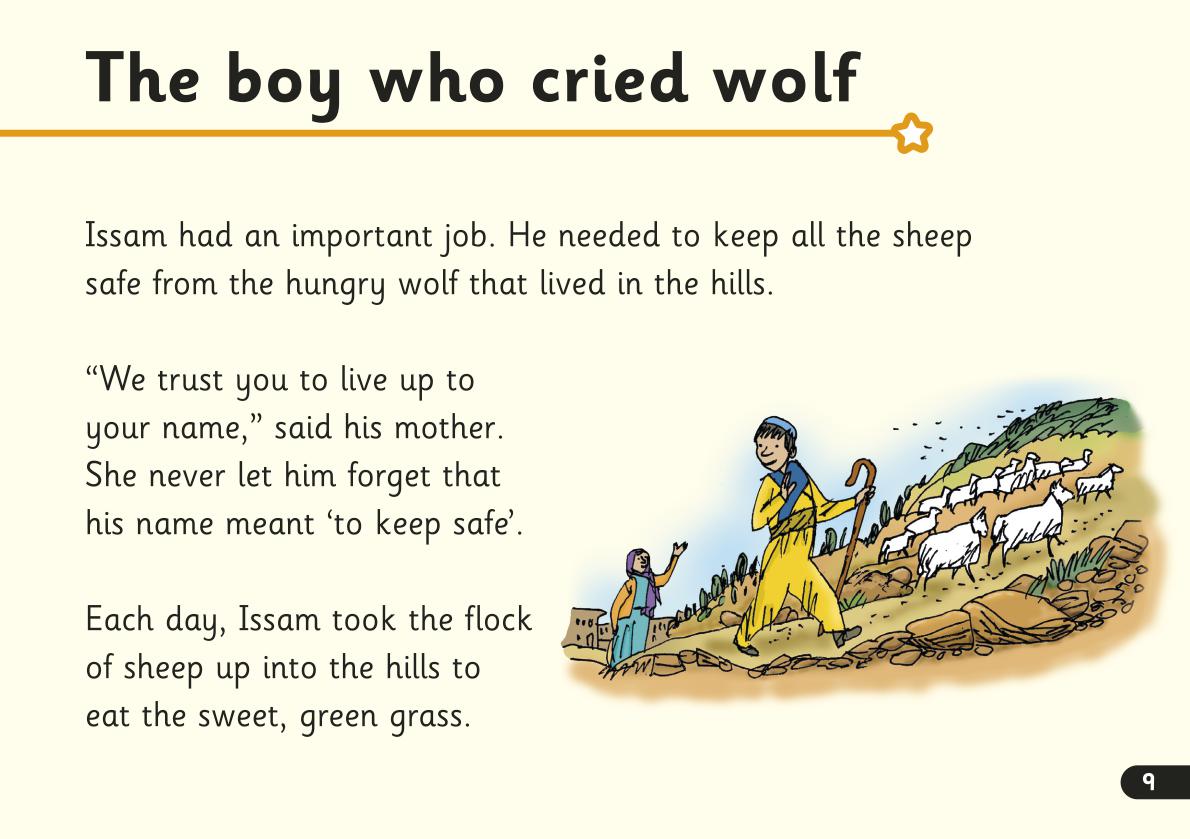 The boy who cried wolf
Issam had an important job. He needed to keep all the sheep
safe from the hungry wolf that lived in the hills.
“We trust you to live up to
your name,” said his mother.
She never let him forget that
his name meant ‘to keep safe’.
Each day, Issam took the flock
of sheep up into the hills to
eat the sweet, green grass.
9